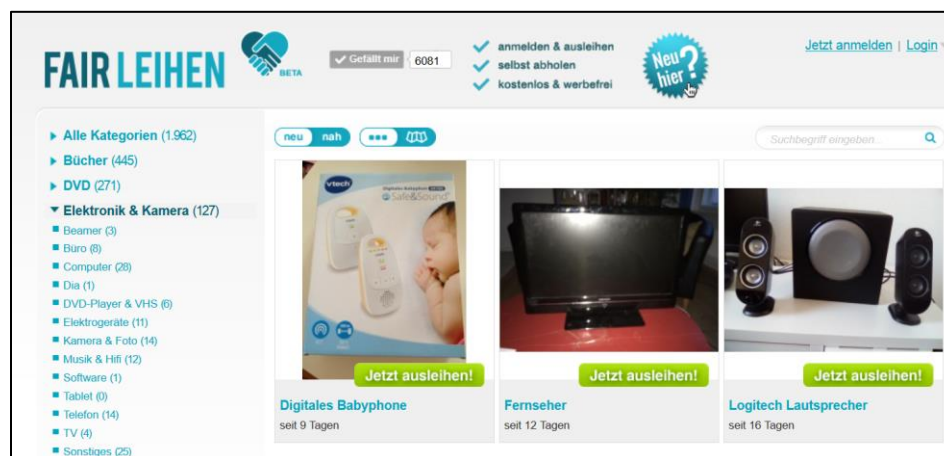 FAIRLEIHEN
BETA
Gefällt mir 6081
anmelden & ausleihen
selbst abholen
kostenlos & werbefrei
Neu hier?
Jetzt anmelden | Login
Alle Kategorien (1.962)
Bücher (445)
DVD (271)
Elektronik & Kamera (127)
Beamer (3)
Büro (8)
Computer (28)
Dia (1)
DVD-Player & VHS (6)
Elektrogeräte (11)
Kamera & Foto (14)
Musik & Hifi (12)
Software (1)
Tablet (0)
Telefon (14)
TV (4)
Sonstiges (25)
neu nah
Suchbegriff eingeben...
vtech
Digitales Babyphon
Safe&Sound
Jetzt ausleihen!
Digitales Babyphone
seit 9 Tagen
Jetzt ausleihen!
Fernseher
seit 12 Tagen
Jetzt ausleihen!
Logitech Lautsprecher
seit 16 Tagen